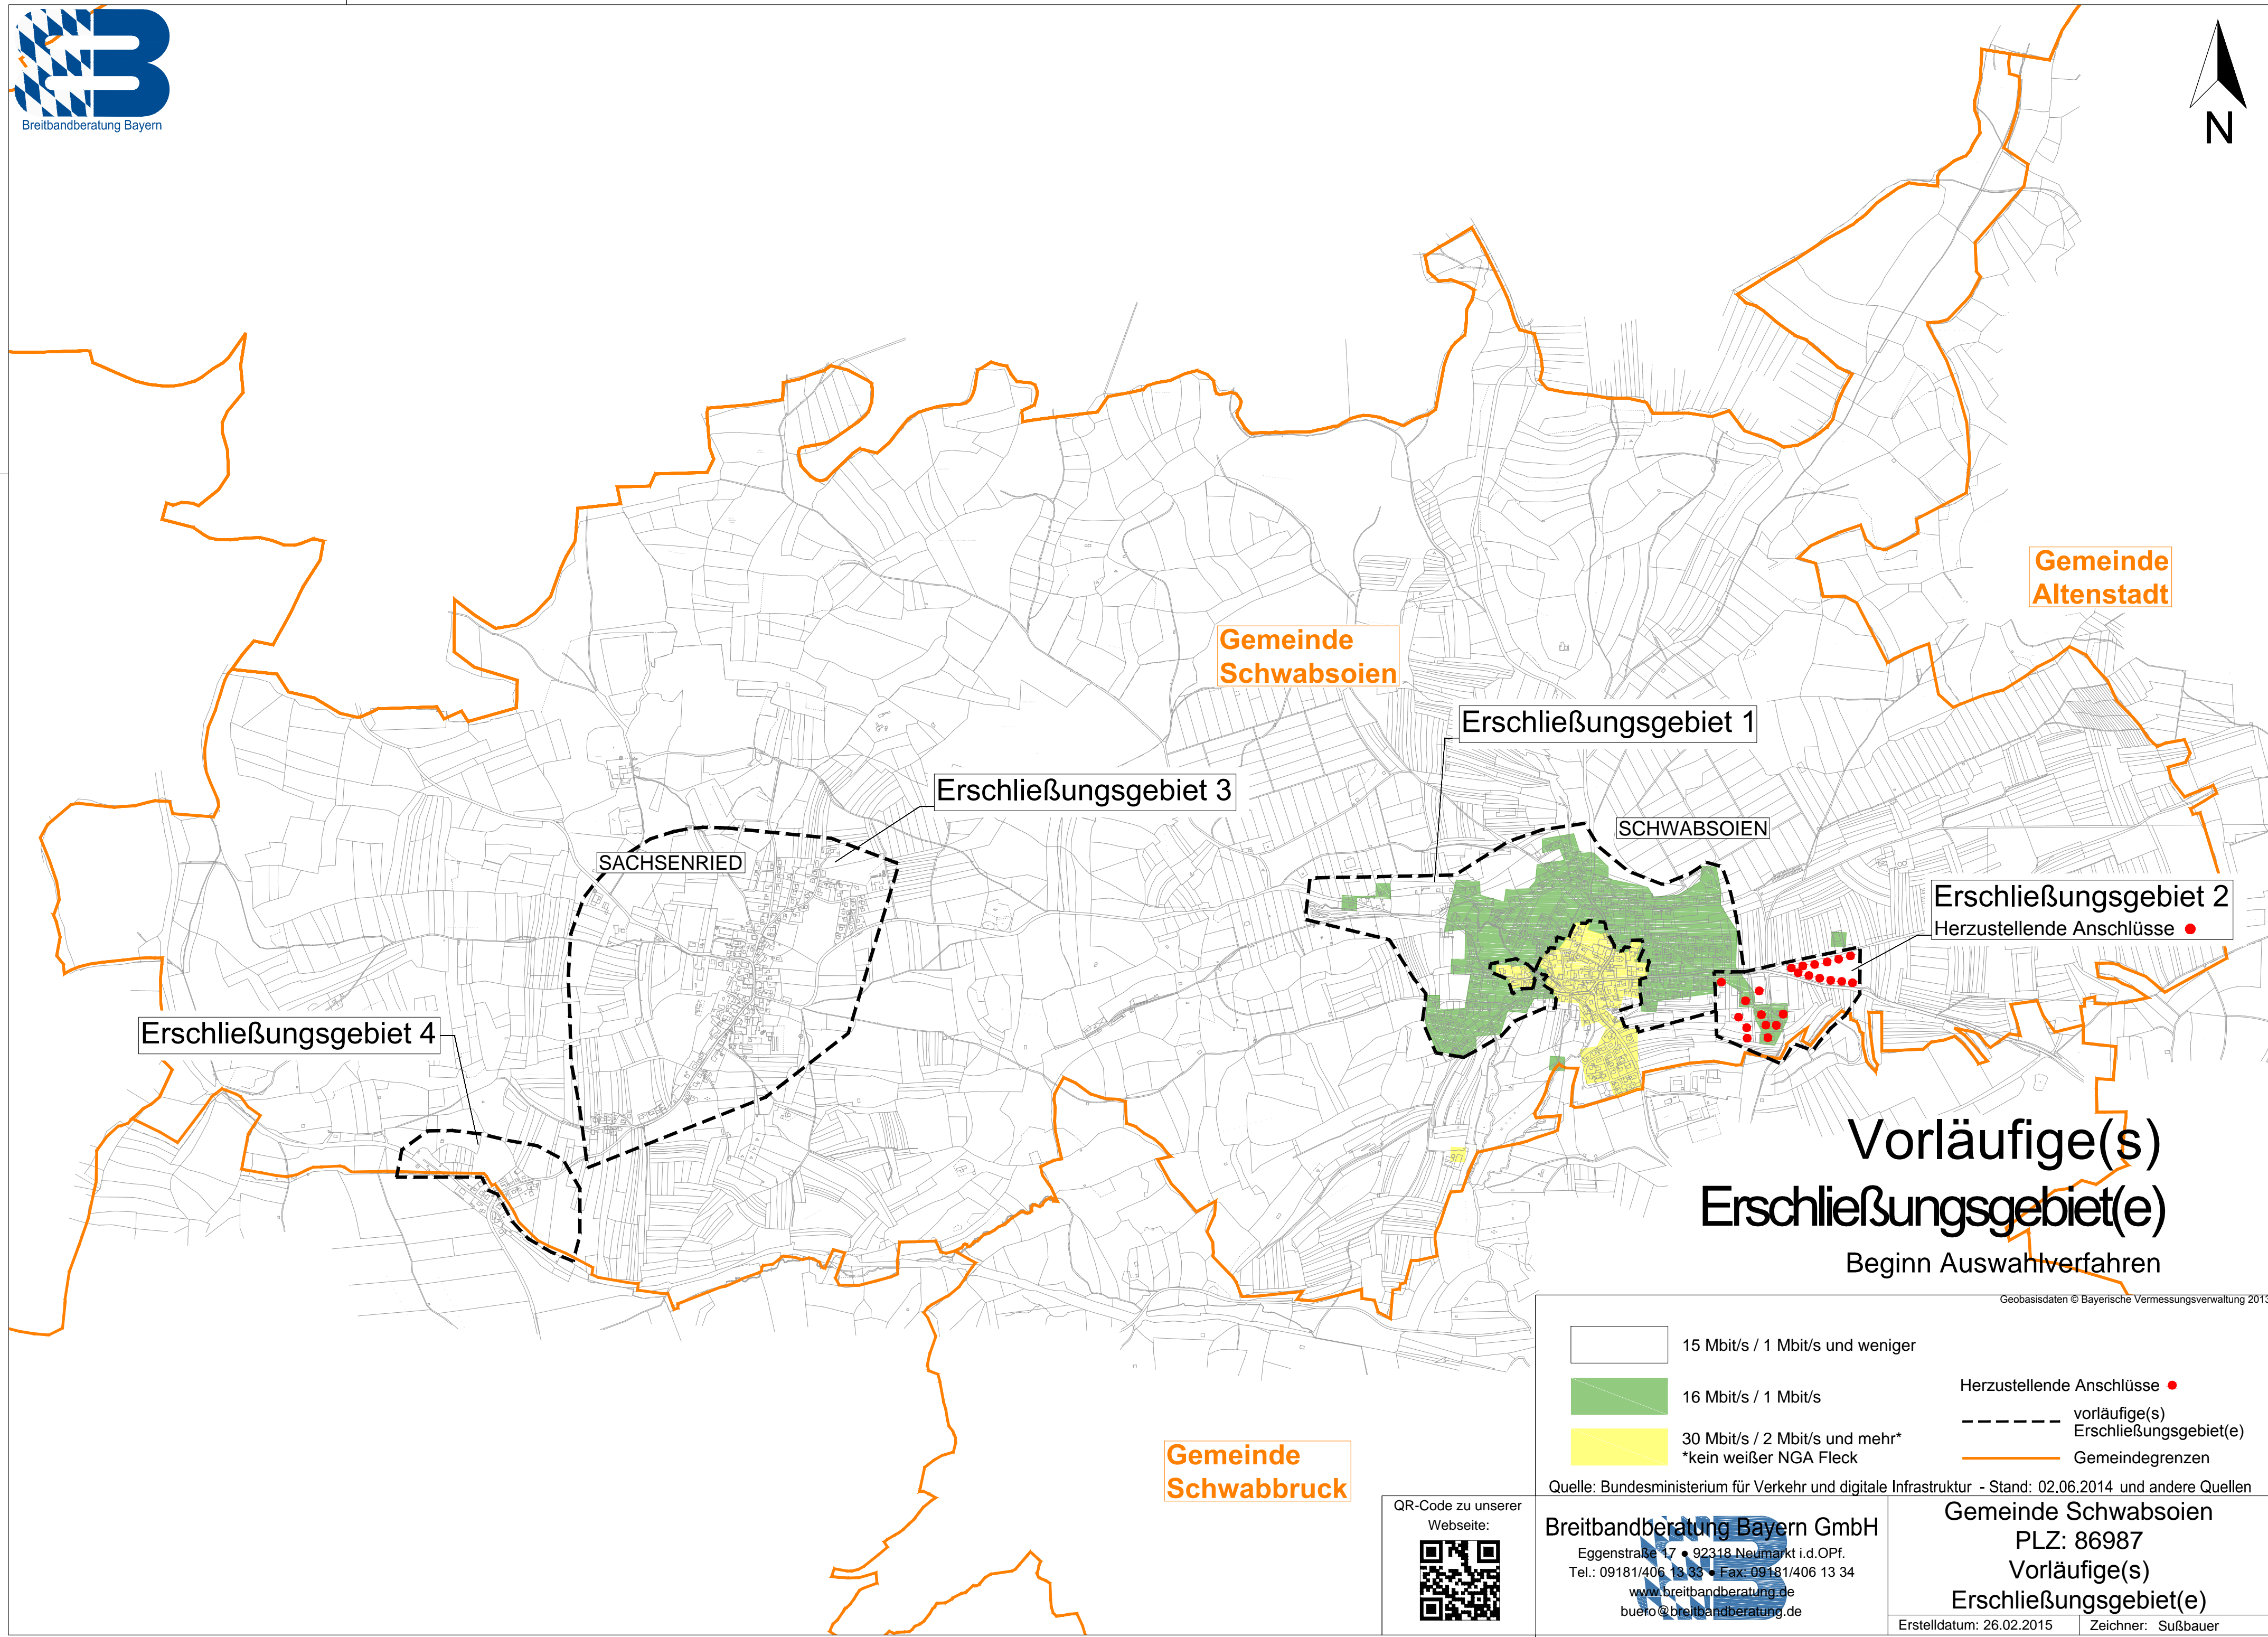 Breitbandberatung Bayern
N
Gemeinde
Altenstadt
Gemeinde
Schwabsoien
Erschließungsgebiet 1
Erschließungsgebiet 3
SCHWABSOIEN
SACHSENRIED
Erschließungsgebiet 2
Herzustellende Anschlüsse
Erschließungsgebiet 4
Vorläufige(s)
Erschließungsgebiet(e)
Beginn Auswahlverfahren
Geobasisdaten © Bayerische Vermessungsverwaltung 2013
15 Mbit/s / 1 Mbit/s und weniger
16 Mbit/s / 1 Mbit/s
30 Mbit/s / 2 Mbit/s und mehr*
*kein weißer NGA Fleck
Herzustellende Anschlüsse
vorläufige(s)
Erschließungsgebiet(e)
Gemeindegrenzen
Quelle: Bundesministerium für Verkehr und digitale Infrastruktur - Stand: 02.06.2014 und andere Quellen
Gemeinde
Schwabbruck
QR-Code zu unserer
Webseite:
Breitbandberatung Bayern GmbH
Eggenstraße 17 ● 92318 Neumarkt i.d.OPf.
Tel.: 09181/406 13 33 ● Fax: 09181/406 13 34
www.breitbandberatung.de
buero@breitbandberatung.de
Gemeinde Schwabsoien
PLZ: 86987
Vorläufige(s)
Erschließungsgebiet(e)
Erstelldatum: 26.02.2015
Zeichner: Sußbauer